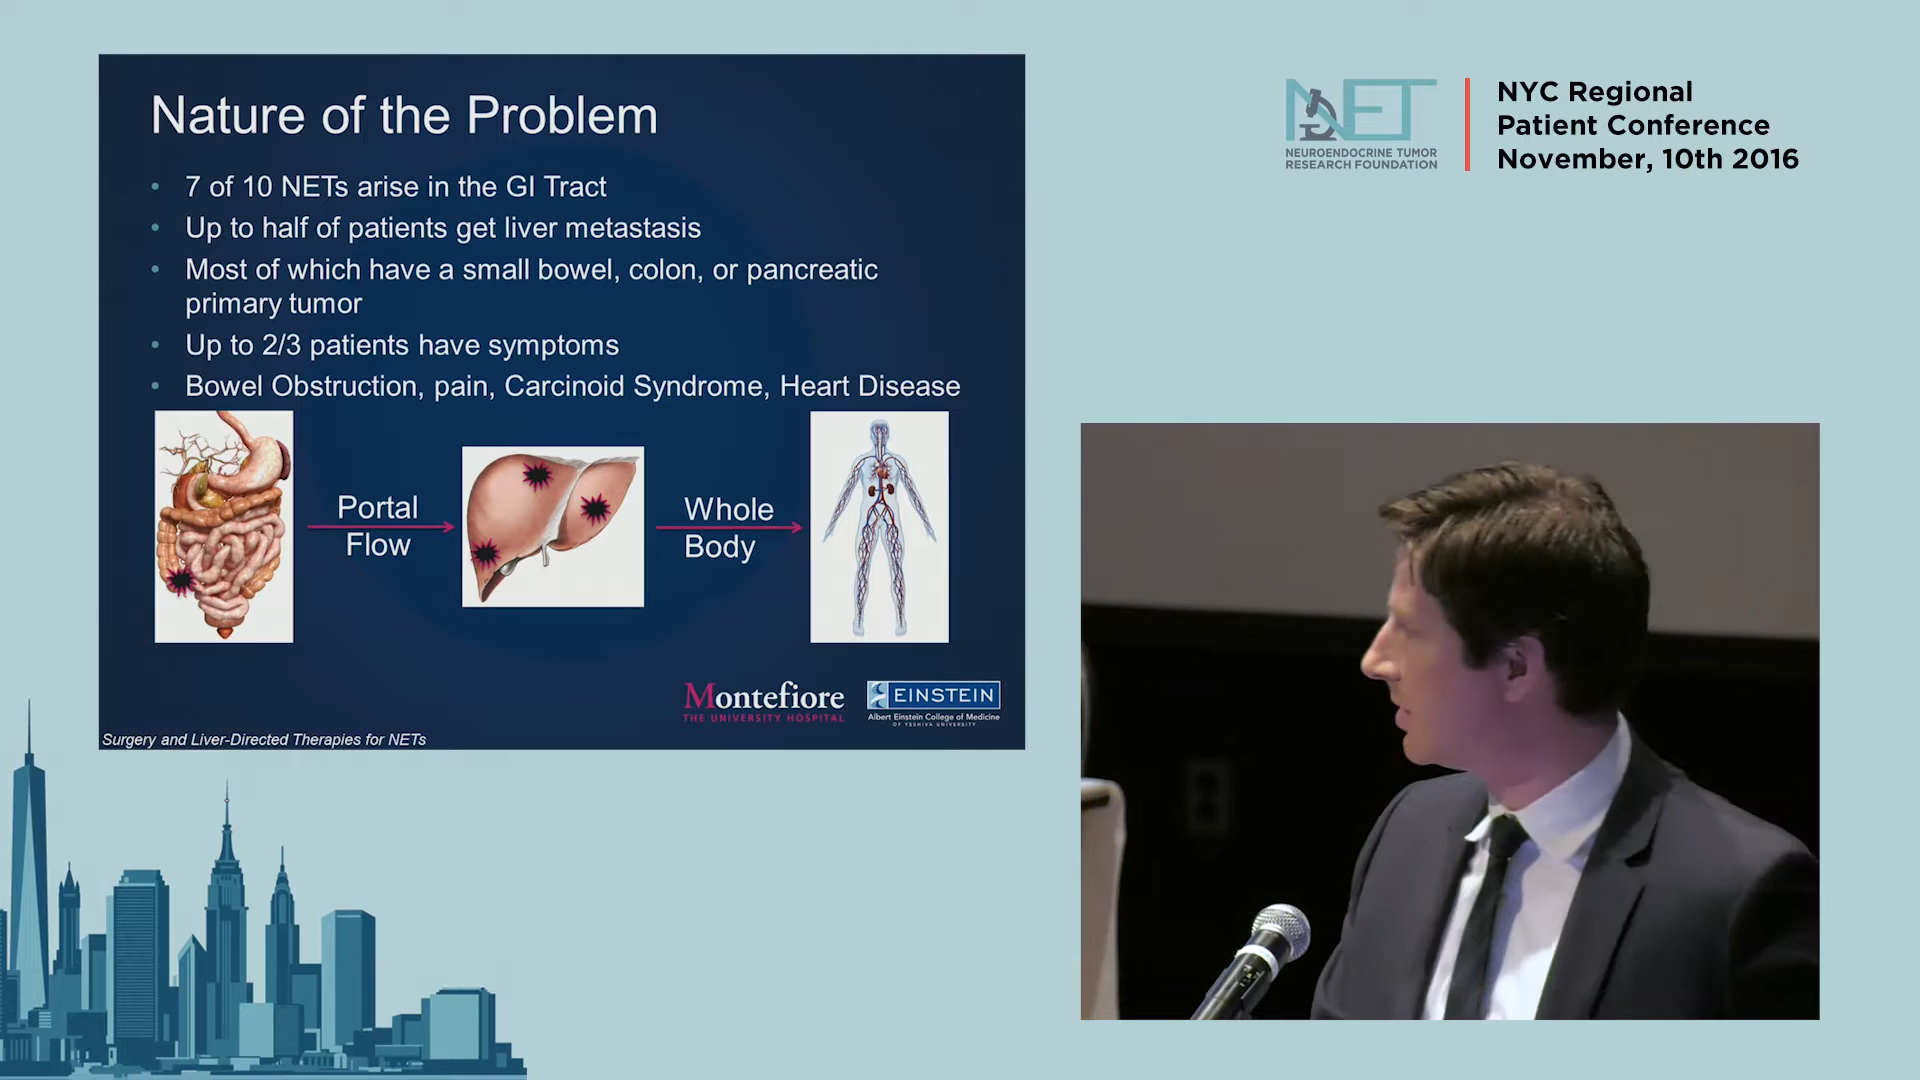 Nature of the Problem
• 7 of 10 NETs arise in the GI Tract
• Up to half of patients get liver metastasis
• Most of which have a small bowel, colon, or pancreatic
primary tumor
• Up to 2/3 patients have symptoms
• Bowel Obstruction, pain, Carcinoid Syndrome, Heart Disease
Portal
Flow
Whole
Body
Montefiore
THE UNIVERSITY HOSPITAL
EINSTEIN
Albert Einstein College of Medicine
OF YESHIVA UNIVERSITY
Surgery and Liver-Directed Therapies for NETs
NET
NEUROENDOCRINE TUMOR
RESEARCH FOUNDATION
NYC Regional
Patient Conference
November, 10th 2016